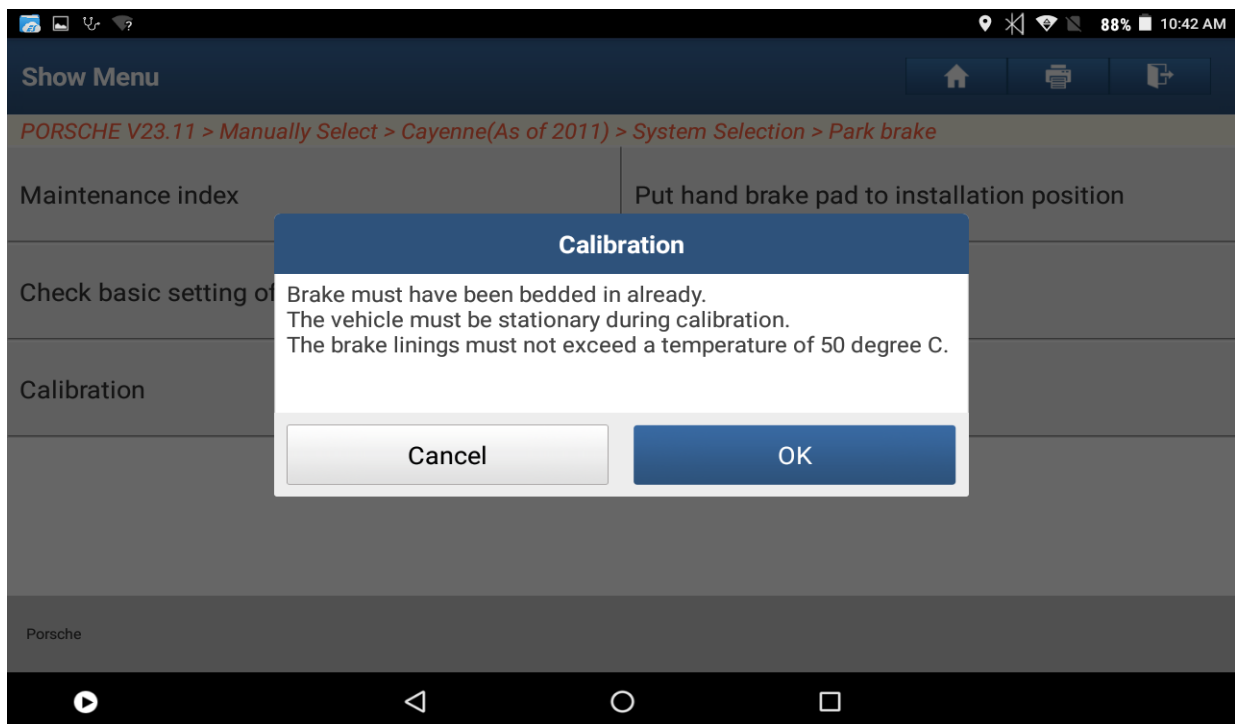 88% 10:42 AM
Show Menu
PORSCHE V23.11 > Manually Select > Cayenne(As of 2011) > System Selection > Park brake
Maintenance index
Put hand brake pad to installation position
Check basic setting of
Calibration
Calibration
Brake must have been bedded in already.
The vehicle must be stationary during calibration.
The brake linings must not exceed a temperature of 50 degree C.
Cancel
OK
Porsche